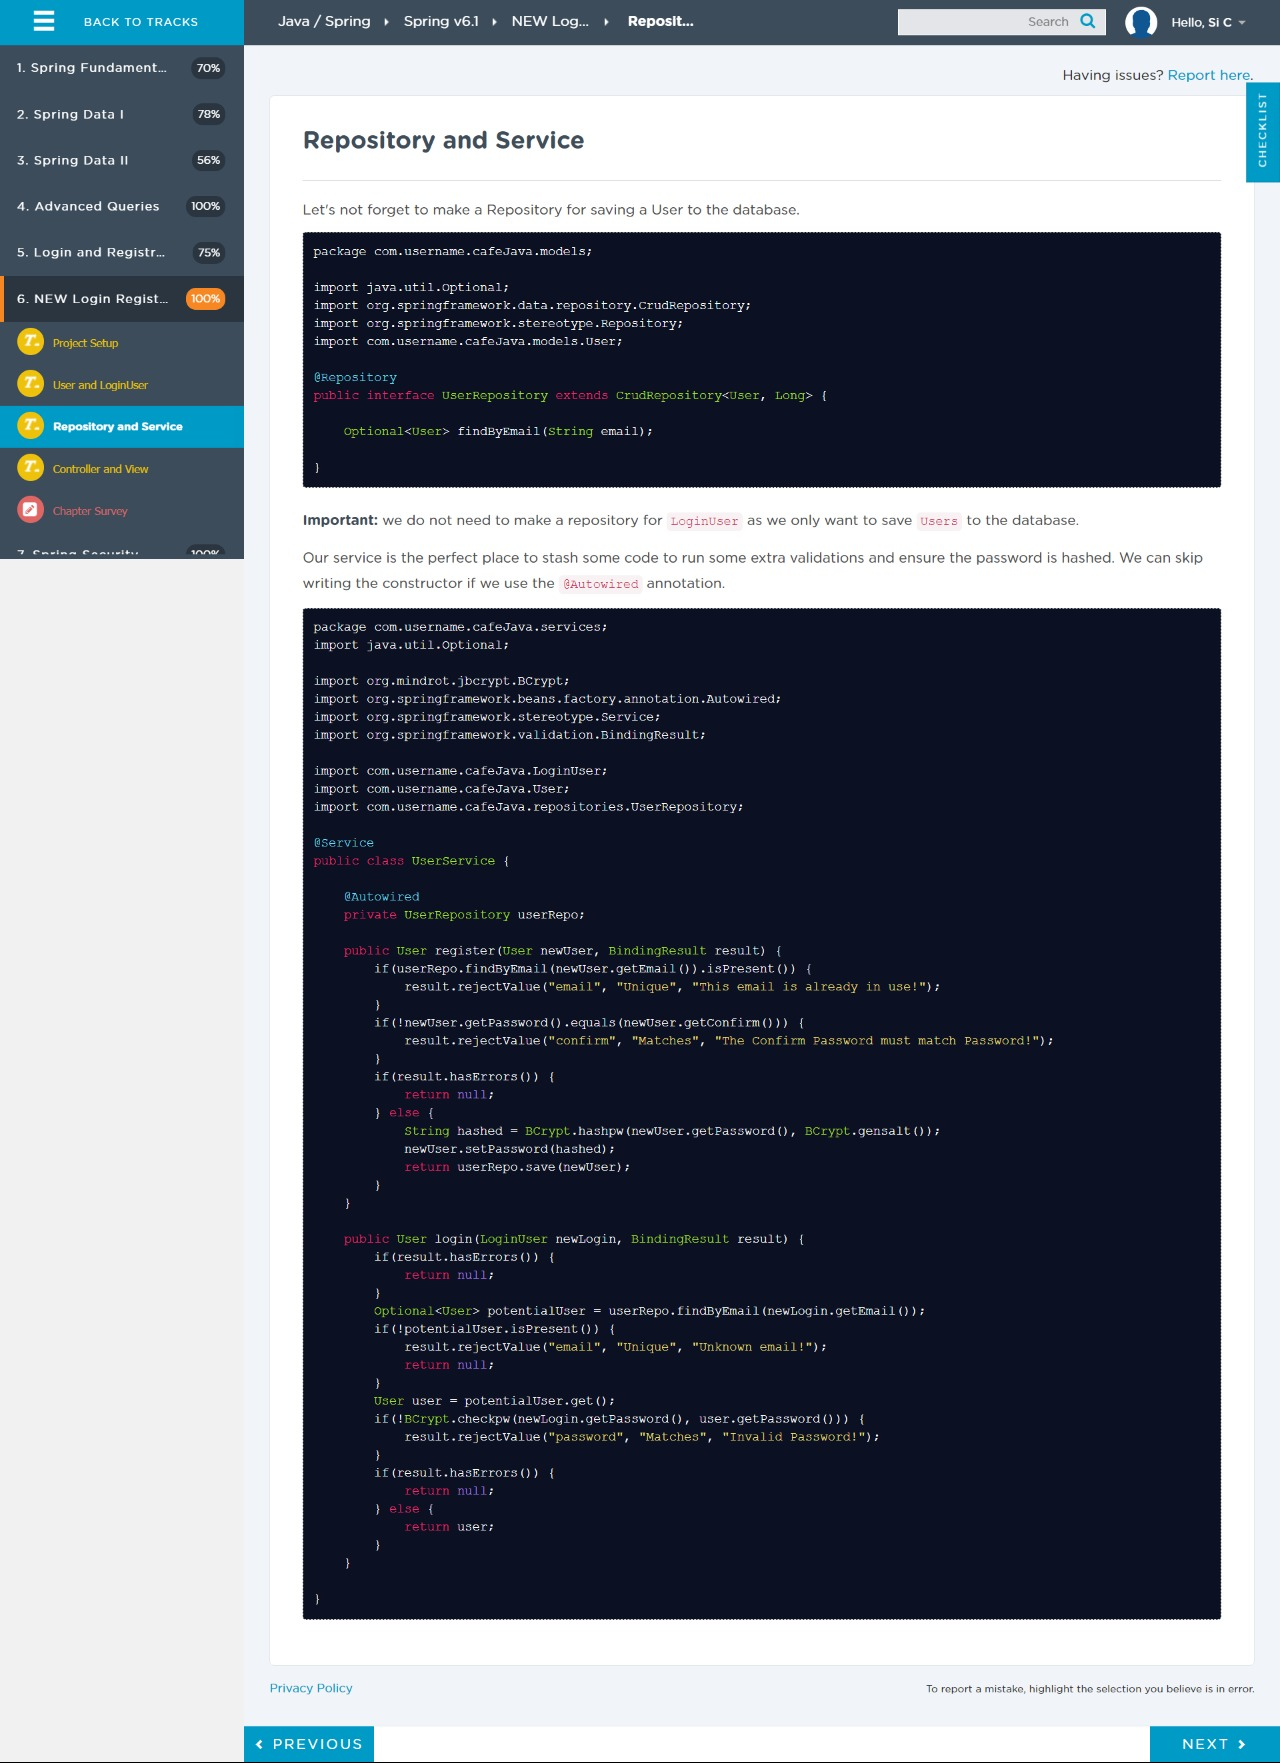 BACK TO TRACKS
Java / Spring
Spring v6.1
NEW Log...
Reposit...
Search
Hello, Si C
1. Spring Fundament... 70%
2. Spring Data I 78%
3. Spring Data II 56%
4. Advanced Queries 100%
5. Login and Registr... 75%
6. NEW Login Regist... 100%
T. Project Setup
T. User and LoginUser
T. Repository and Service
T. Controller and View
Chapter Survey
7. Spring Security 100%
Having issues? Report here.
CHECKLIST
Repository and Service
Let's not forget to make a Repository for saving a User to the database.
package com.username.cafeJava.models;
import java.util.Optional;
import org.springframework.data.repository.CrudRepository;
import org.springframework.stereotype.Repository;
import com.username.cafeJava.models.User;
@Repository
public interface UserRepository extends CrudRepository<User, Long> {
    Optional<User> findByEmail(String email);
}
Important: we do not need to make a repository for LoginUser as we only want to save Users to the database.
Our service is the perfect place to stash some code to run some extra validations and ensure the password is hashed. We can skip
writing the constructor if we use the @Autowired annotation.
package com.username.cafeJava.services;
import java.util.Optional;
import org.mindrot.jbcrypt.BCrypt;
import org.springframework.beans.factory.annotation.Autowired;
import org.springframework.stereotype.Service;
import org.springframework.validation.BindingResult;
import com.username.cafeJava.LoginUser;
import com.username.cafeJava.User;
import com.username.cafeJava.repositories.UserRepository;
@Service
public class UserService {
    @Autowired
    private UserRepository userRepo;
    public User register(User newUser, BindingResult result) {
        if(userRepo.findByEmail(newUser.getEmail()).isPresent()) {
            result.rejectValue("email", "Unique", "This email is already in use!");
        }
        if(!newUser.getPassword().equals(newUser.getConfirm())) {
            result.rejectValue("confirm", "Matches", "The Confirm Password must match Password!");
        }
        if(result.hasErrors()) {
            return null;
        } else {
            String hashed = BCrypt.hashpw(newUser.getPassword(), BCrypt.gensalt());
            newUser.setPassword(hashed);
            return userRepo.save(newUser);
        }
    }
    public User login(LoginUser newLogin, BindingResult result) {
        if(result.hasErrors()) {
            return null;
        }
        Optional<User> potentialUser = userRepo.findByEmail(newLogin.getEmail());
        if(!potentialUser.isPresent()) {
            result.rejectValue("email", "Unique", "Unknown email!");
            return null;
        }
        User user = potentialUser.get();
        if(!BCrypt.checkpw(newLogin.getPassword(), user.getPassword())) {
            result.rejectValue("password", "Matches", "Invalid Password!");
        }
        if(result.hasErrors()) {
            return null;
        } else {
            return user;
        }
    }
}
Privacy Policy
To report a mistake, highlight the selection you believe is in error.
PREVIOUS
NEXT